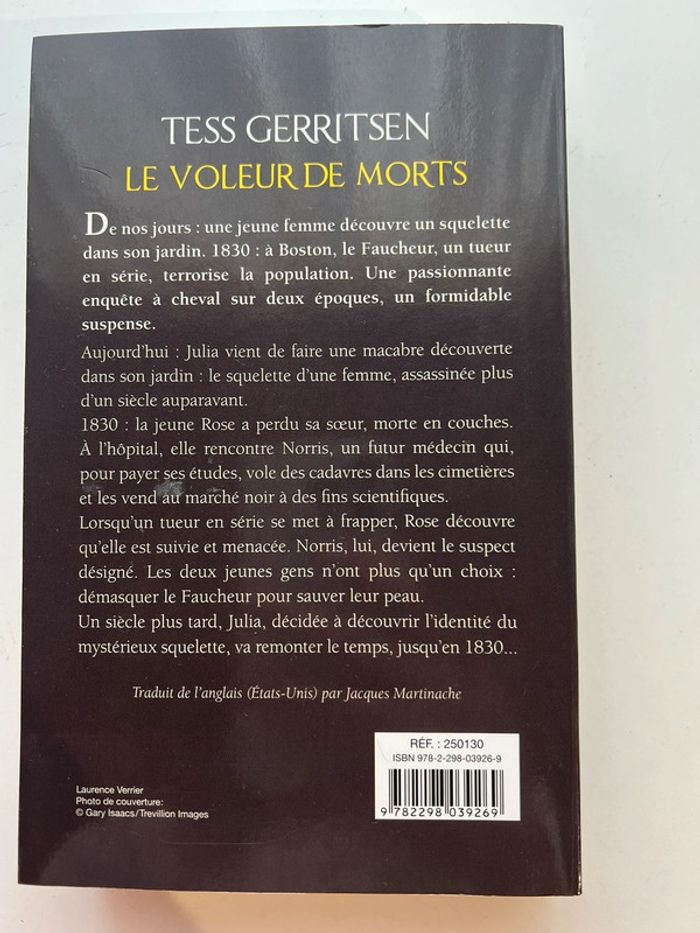 TESS GERRITSEN
LE VOLEUR DE MORTS
De nos jours : une jeune femme découvre un squelette
dans son jardin. 1830 : à Boston, le Faucheur, un tueur
en série, terrorise la population. Une passionnante
enquête à cheval sur deux époques, un formidable
suspense.
Aujourd'hui : Julia vient de faire une macabre découverte
dans son jardin : le squelette d'une femme, assassinée plus
d'un siècle auparavant.
1830 : la jeune Rose a perdu sa sœur, morte en couches.
À l'hôpital, elle rencontre Norris, un futur médecin qui,
pour payer ses études, vole des cadavres dans les cimetières
et les vend au marché noir à des fins scientifiques.
Lorsqu'un tueur en série se met à frapper, Rose découvre
qu'elle est suivie et menacée. Norris, lui, devient le suspect
désigné. Les deux jeunes gens n'ont plus qu'un choix :
démasquer le Faucheur pour sauver leur peau.
Un siècle plus tard, Julia, décidée à découvrir l'identité du
mystérieux squelette, va remonter le temps, jusqu'en 1830...
Traduit de l'anglais (États-Unis) par Jacques Martinache
RÉF. : 250130
ISBN 978-2-298-03926-9
9 782298 039269
Laurence Verrier
Photo de couverture:
© Gary Isaacs/Trevillion Images